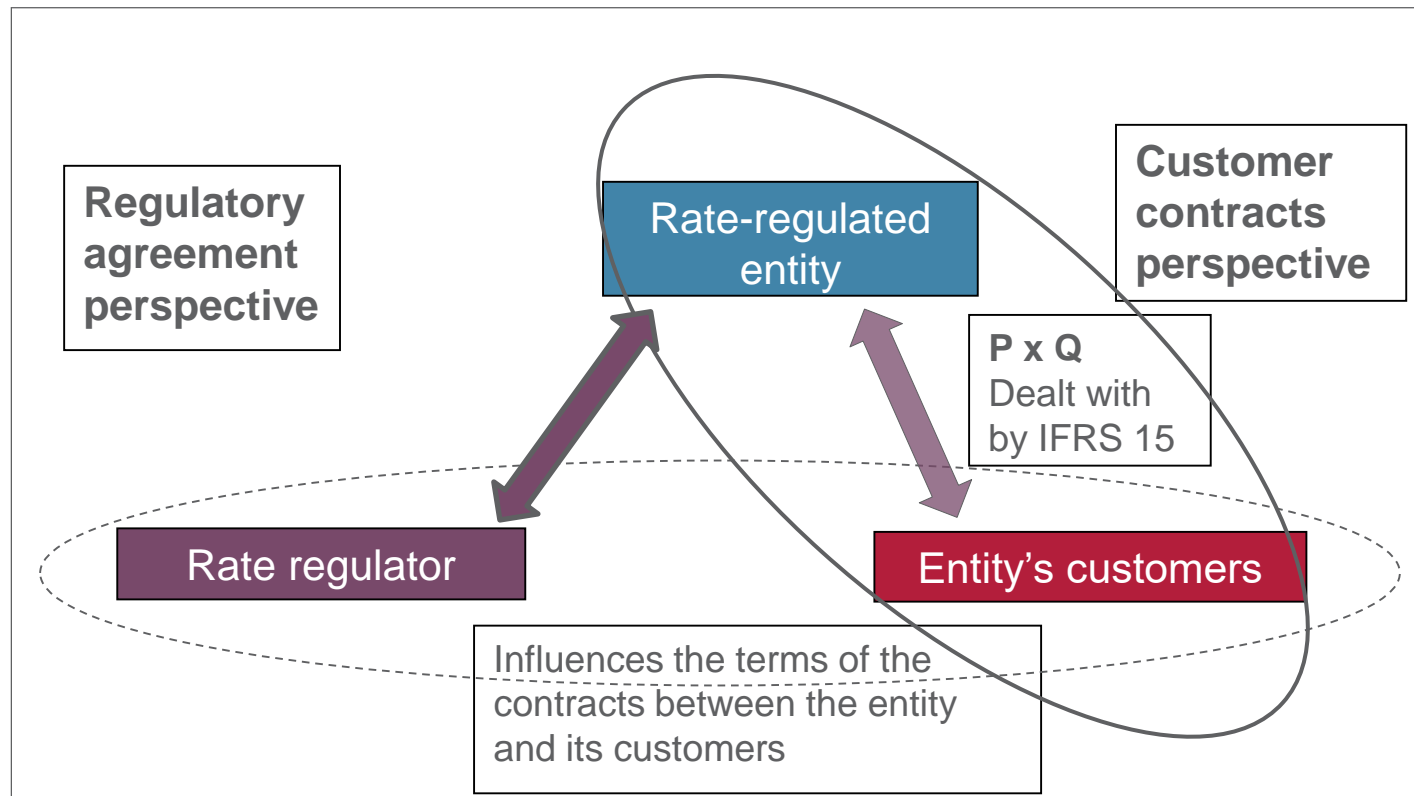 Regulatory
agreement
perspective
Rate-regulated
entity
Customer
contracts
perspective
P x Q
Dealt with
by IFRS 15
Rate regulator
Entity’s customers
Influences the terms of the
contracts between the entity
and its customers